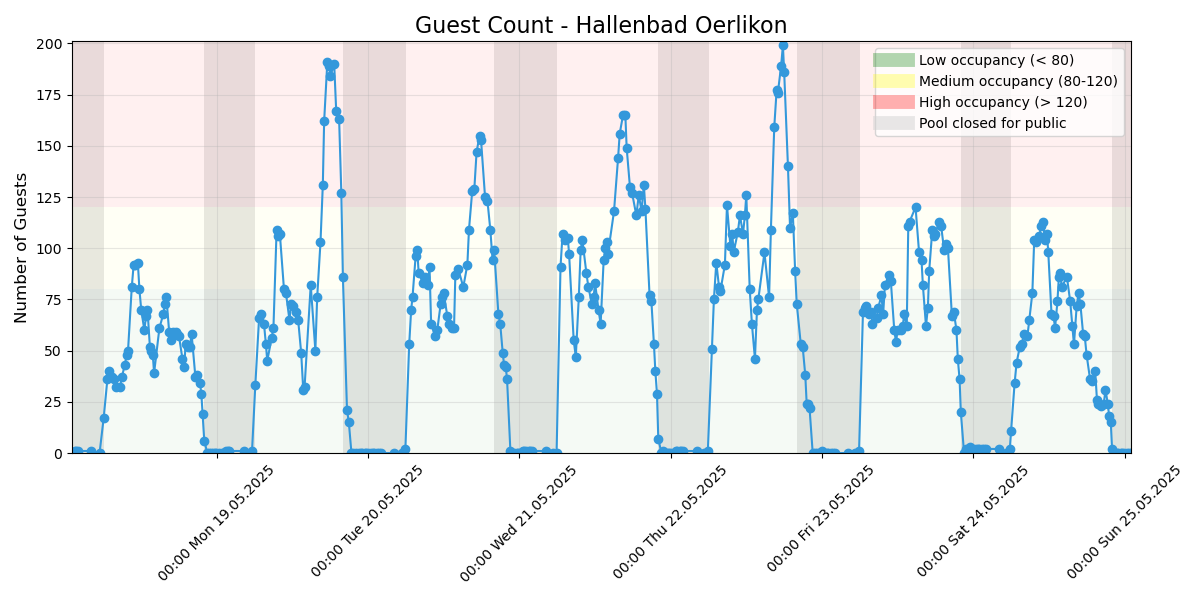 Guest Count - Hallenbad Oerlikon
Number of Guests
200
175
150
125
100
75
50
25
0
Low occupancy (< 80)
Medium occupancy (80-120)
High occupancy (> 120)
Pool closed for public
00:00 Mon 19.05.2025
00:00 Tue 20.05.2025
00:00 Wed 21.05.2025
00:00 Thu 22.05.2025
00:00 Fri 23.05.2025
00:00 Sat 24.05.2025
00:00 Sun 25.05.2025